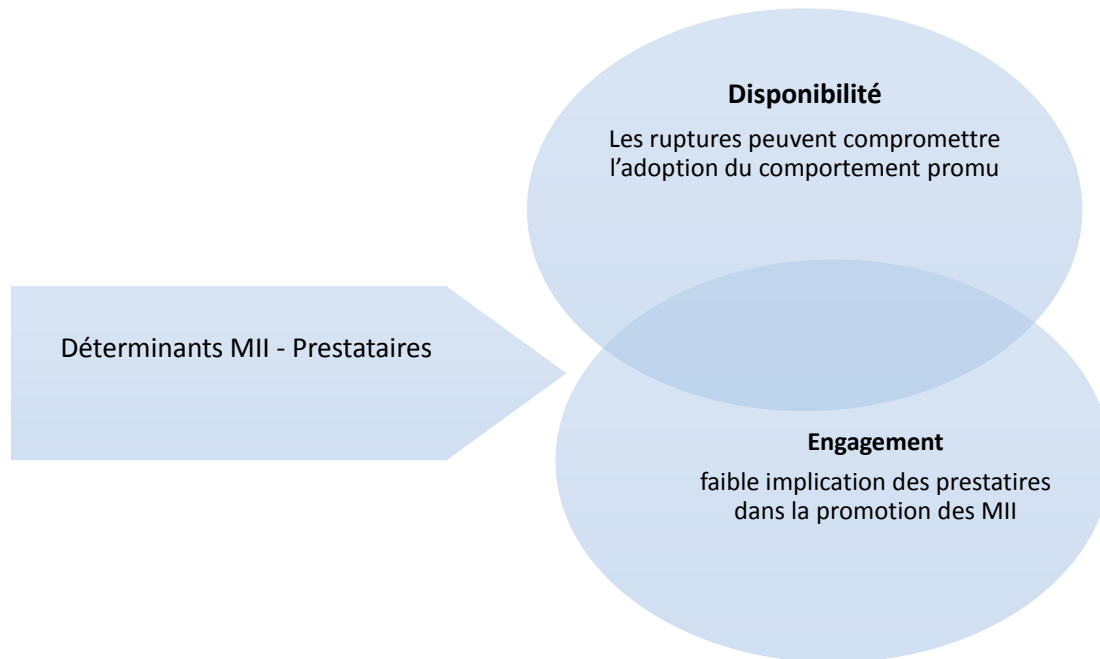 Disponibilité
Les ruptures peuvent compromettre
l’adoption du comportement promu
Déterminants MII - Prestataires
Engagement
faible implication des prestatires
dans la promotion des MII